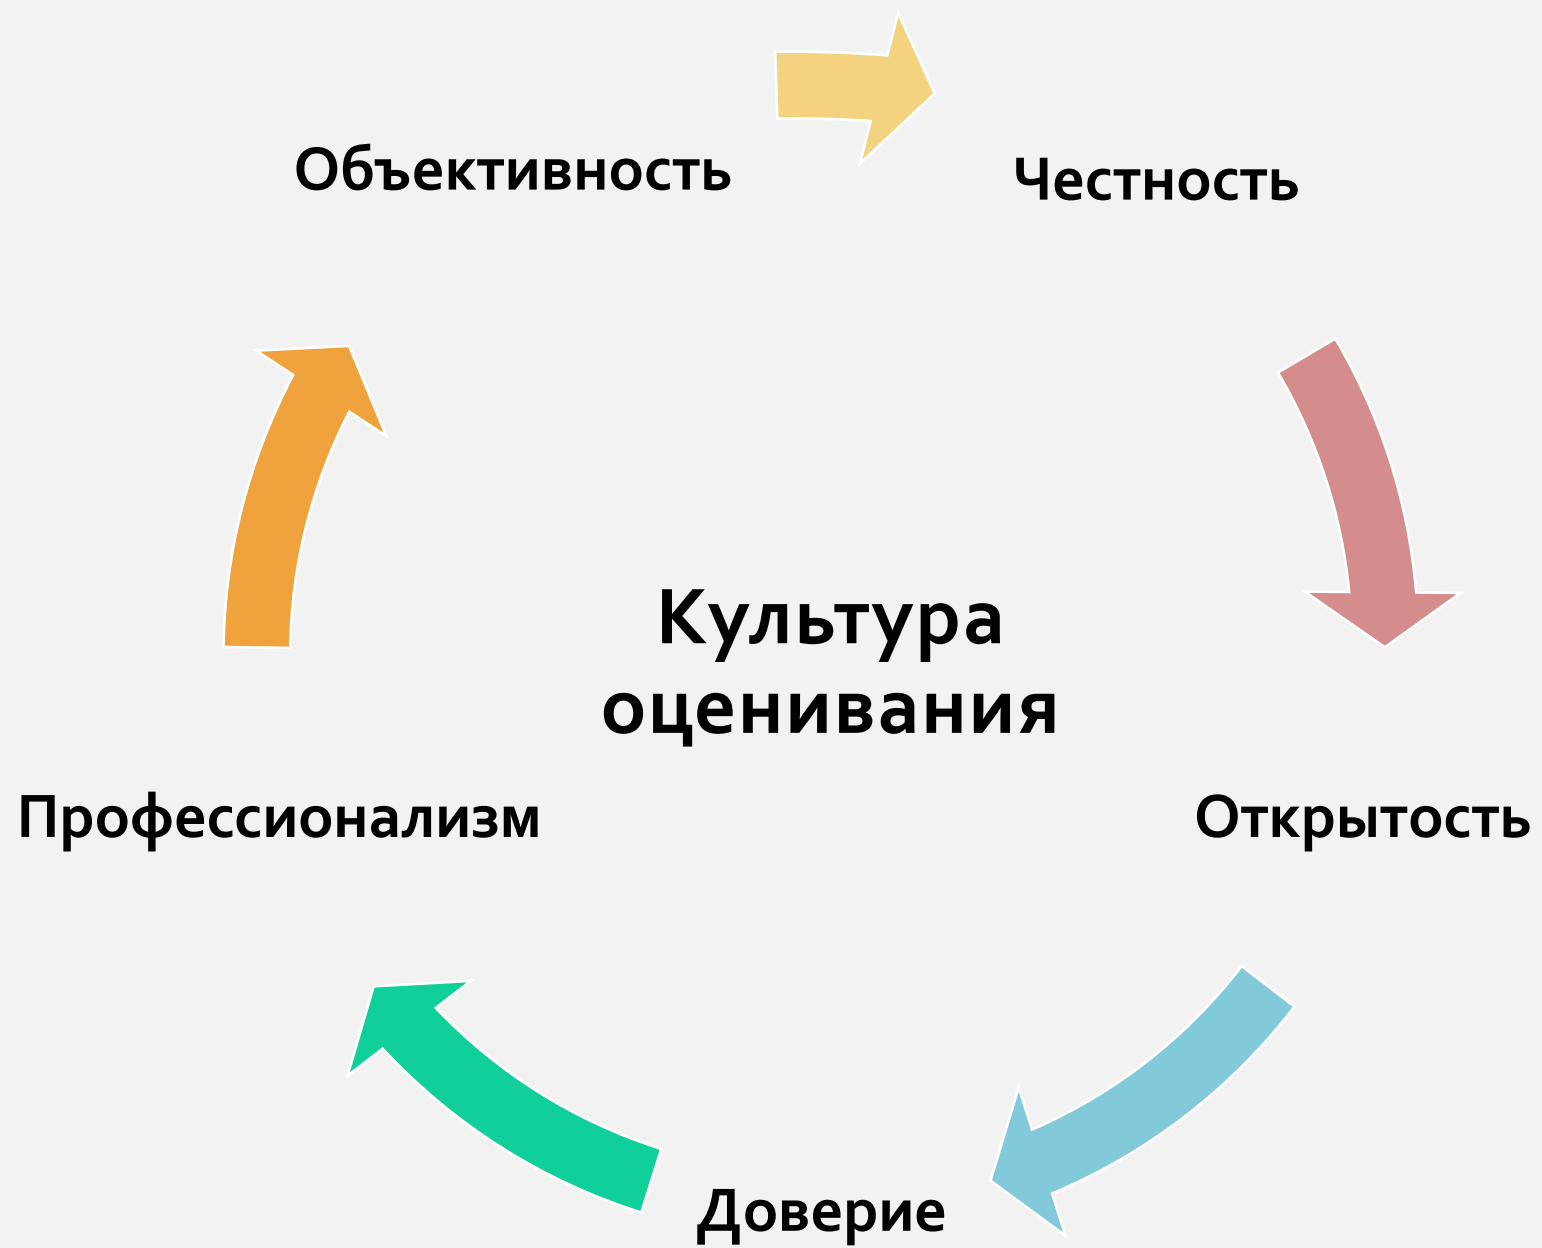 Объективность
Честность
Культура
оценивания
Профессионализм
Открытость
Доверие